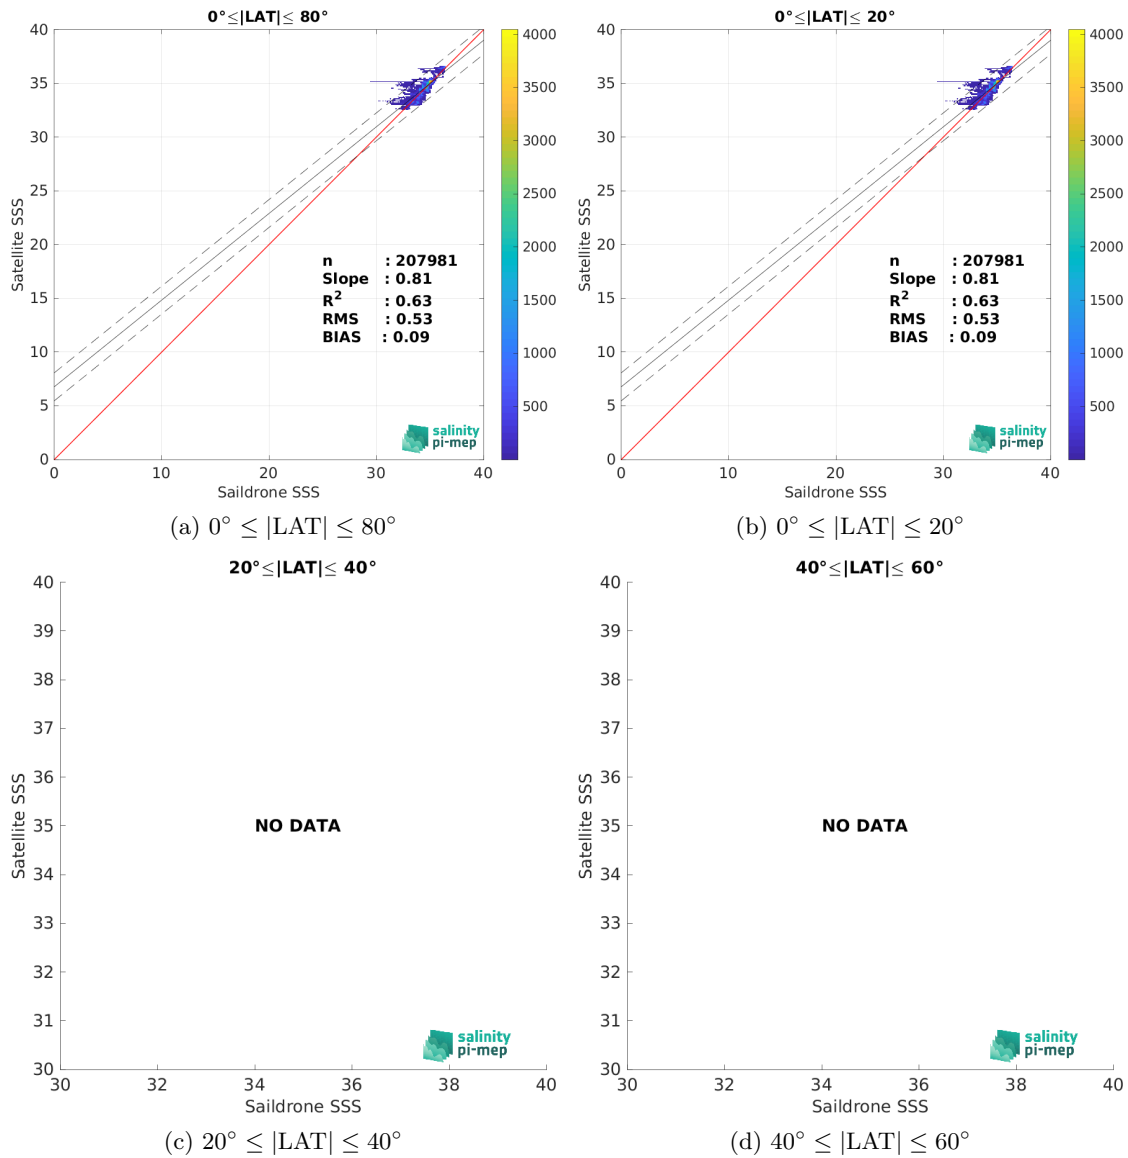 0°≤|LAT|≤ 80°
Satellite SSS
40
35
30
25
20
15
10
5
0
0 10 20 30 40
Saildrone SSS
n : 207981
Slope : 0.81
R² : 0.63
RMS : 0.53
BIAS : 0.09
salinity
pi-mep
4000
3500
3000
2500
2000
1500
1000
500
(a) 0° ≤ |LAT| ≤ 80°
0°≤|LAT|≤ 20°
Satellite SSS
40
35
30
25
20
15
10
5
0
0 10 20 30 40
Saildrone SSS
n : 207981
Slope : 0.81
R² : 0.63
RMS : 0.53
BIAS : 0.09
salinity
pi-mep
4000
3500
3000
2500
2000
1500
1000
500
(b) 0° ≤ |LAT| ≤ 20°
20°≤|LAT|≤ 40°
Satellite SSS
40
39
38
37
36
35
34
33
32
31
30
NO DATA
salinity
pi-mep
30 32 34 36 38 40
Saildrone SSS
(c) 20° ≤ |LAT| ≤ 40°
40°≤|LAT|≤ 60°
Satellite SSS
40
39
38
37
36
35
34
33
32
31
30
NO DATA
salinity
pi-mep
30 32 34 36 38 40
Saildrone SSS
(d) 40° ≤ |LAT| ≤ 60°